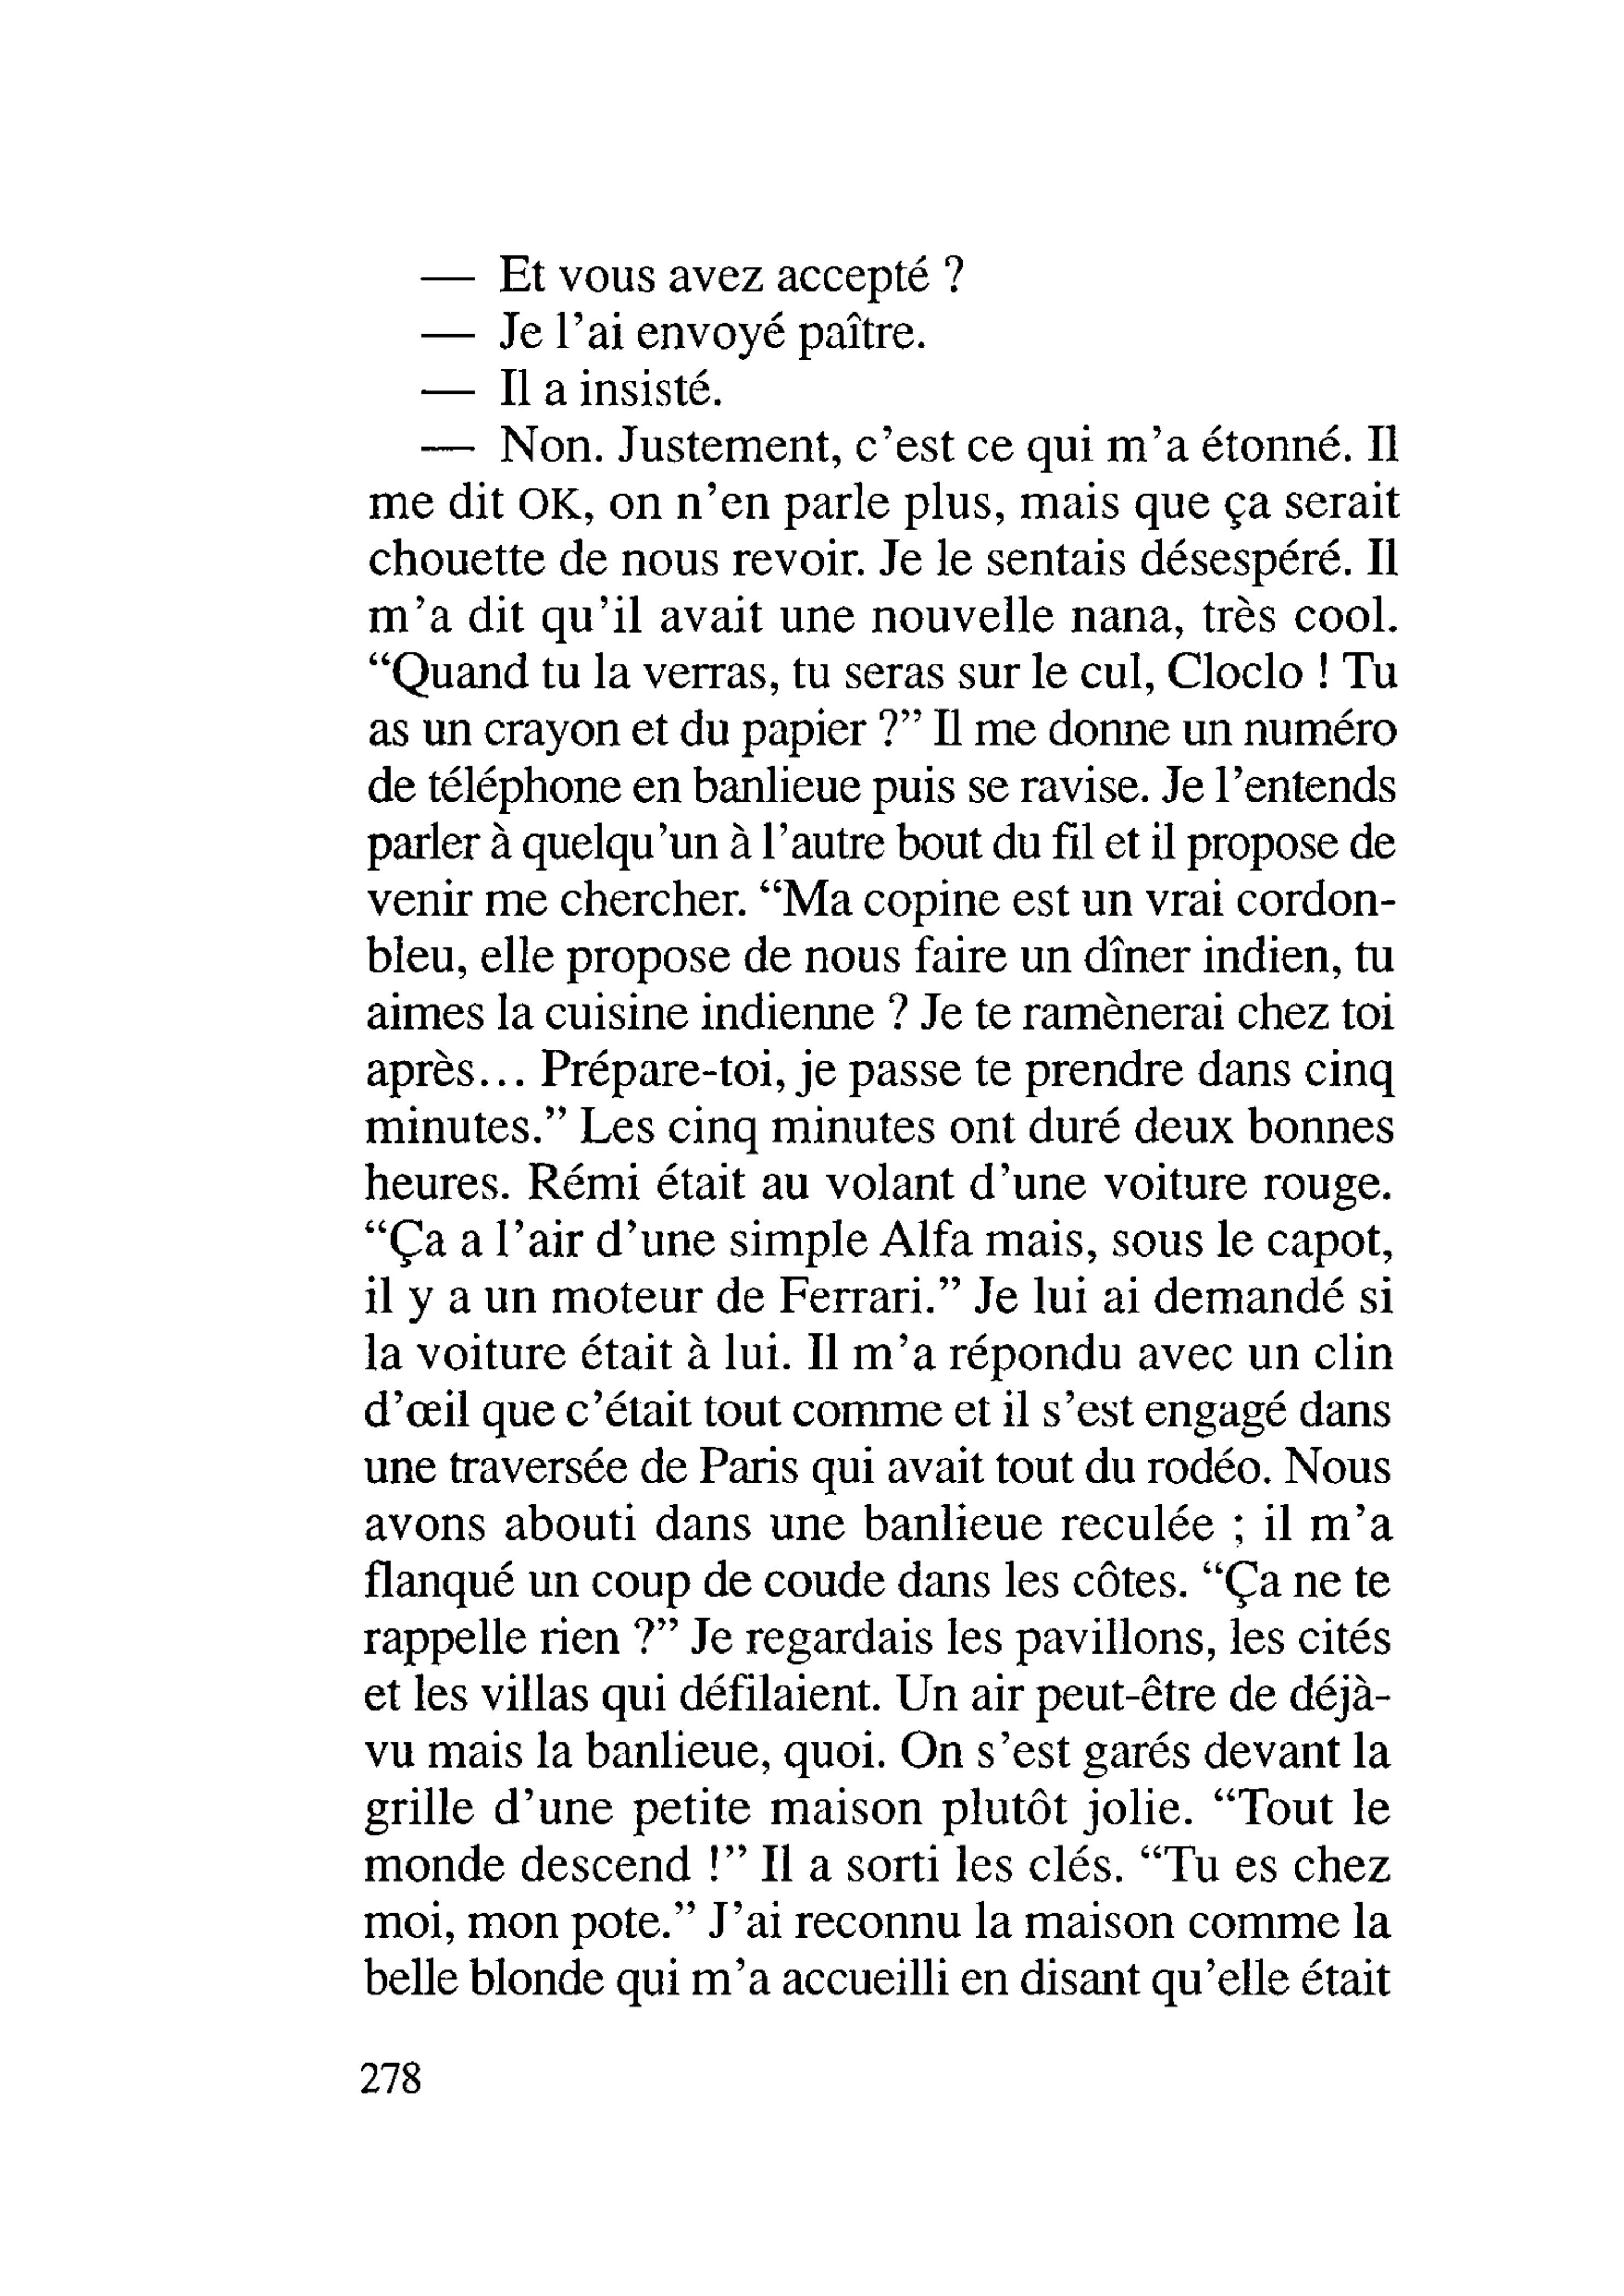 — Et vous avez accepté ?
— Je l’ai envoyé paître.
— Il a insisté.
— Non. Justement, c’est ce qui m’a étonné. Il
me dit OK, on n’en parle plus, mais que ça serait
chouette de nous revoir. Je le sentais désespéré. Il
m’a dit qu’il avait une nouvelle nana, très cool.
“Quand tu la verras, tu seras sur le cul, Cloclo ! Tu
as un crayon et du papier ?” Il me donne un numéro
de téléphone en banlieue puis se ravise. Je l’entends
parler à quelqu’un à l’autre bout du fil et il propose de
venir me chercher. “Ma copine est un vrai cordon-
bleu, elle propose de nous faire un dîner indien, tu
aimes la cuisine indienne ? Je te ramènerai chez toi
après... Prépare-toi, je passe te prendre dans cinq
minutes.” Les cinq minutes ont duré deux bonnes
heures. Rémi était au volant d’une voiture rouge.
“Ça a l’air d’une simple Alfa mais, sous le capot,
il y a un moteur de Ferrari.” Je lui ai demandé si
la voiture était à lui. Il m’a répondu avec un clin
d’œil que c’était tout comme et il s’est engagé dans
une traversée de Paris qui avait tout du rodéo. Nous
avons abouti dans une banlieue reculée ; il m’a
flanqué un coup de coude dans les côtes. “Ça ne te
rappelle rien ?” Je regardais les pavillons, les cités
et les villas qui défilaient. Un air peut-être de déjà-
vu mais la banlieue, quoi. On s’est garés devant la
grille d’une petite maison plutôt jolie. “Tout le
monde descend !” Il a sorti les clés. “Tu es chez
moi, mon pote.” J’ai reconnu la maison comme la
belle blonde qui m’a accueilli en disant qu’elle était
278